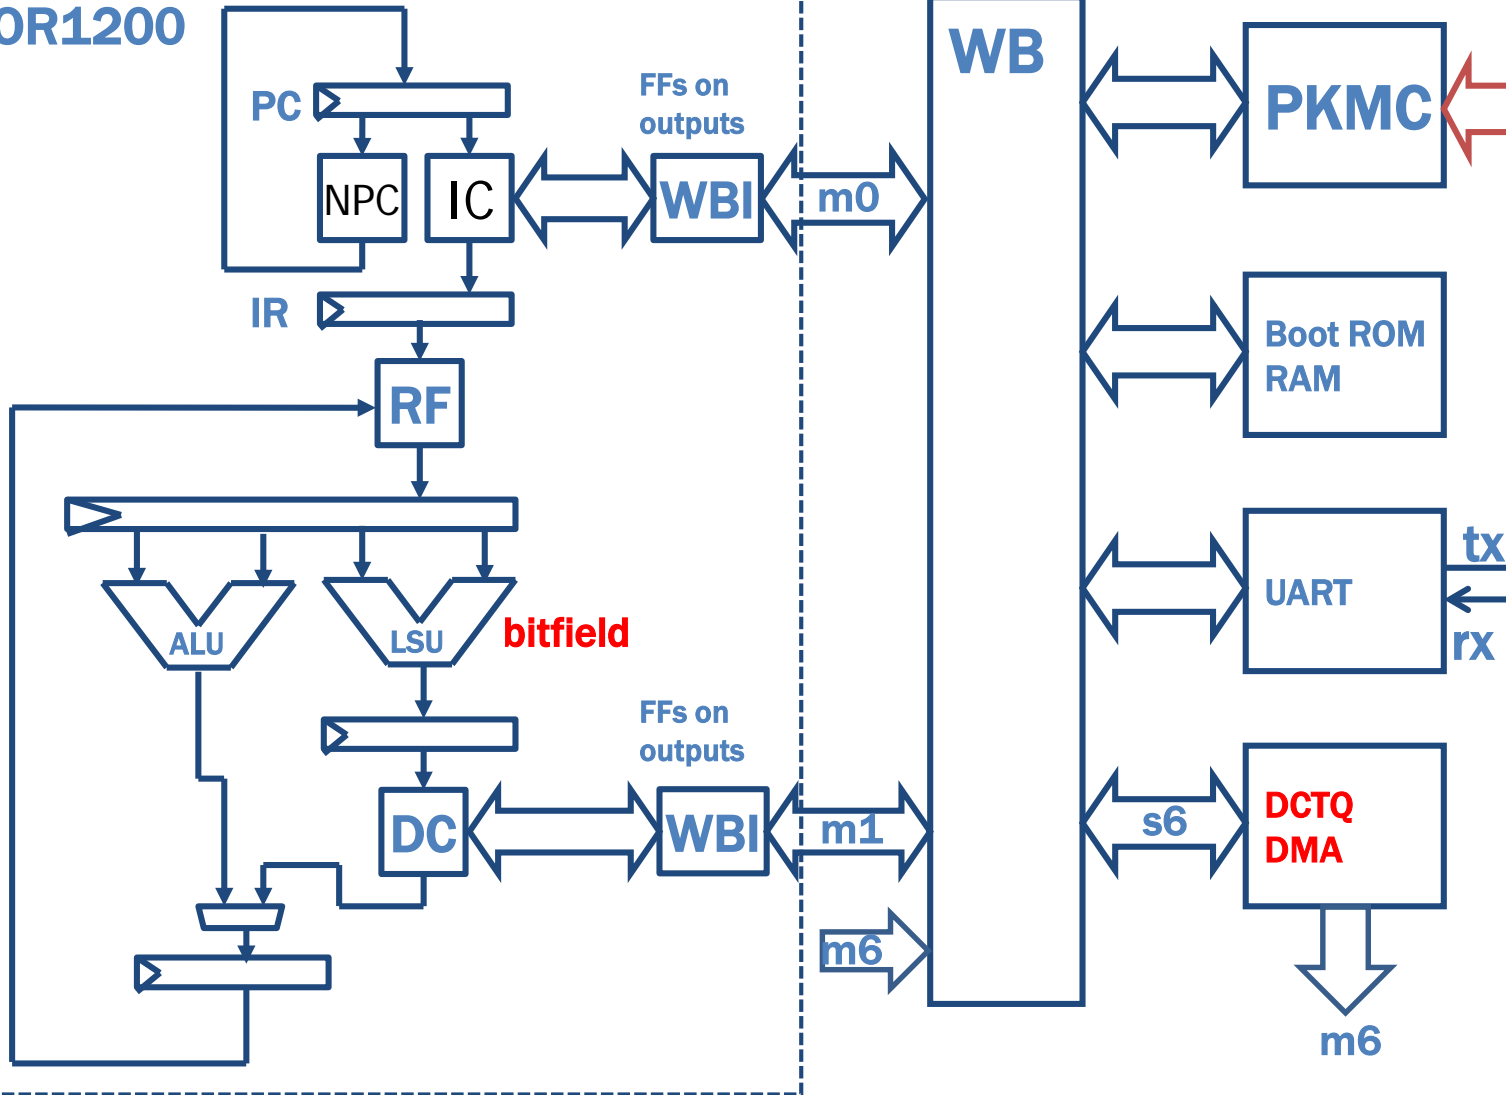 OR1200
WB
PKMC
PC
FFs on
outputs
NPC
IC
WBI
m0
IR
Boot ROM
RAM
RF
tx
UART
rx
ALU
LSU
bitfield
FFs on
outputs
DC
WBI
m1
s6
DCTQ
DMA
m6
m6